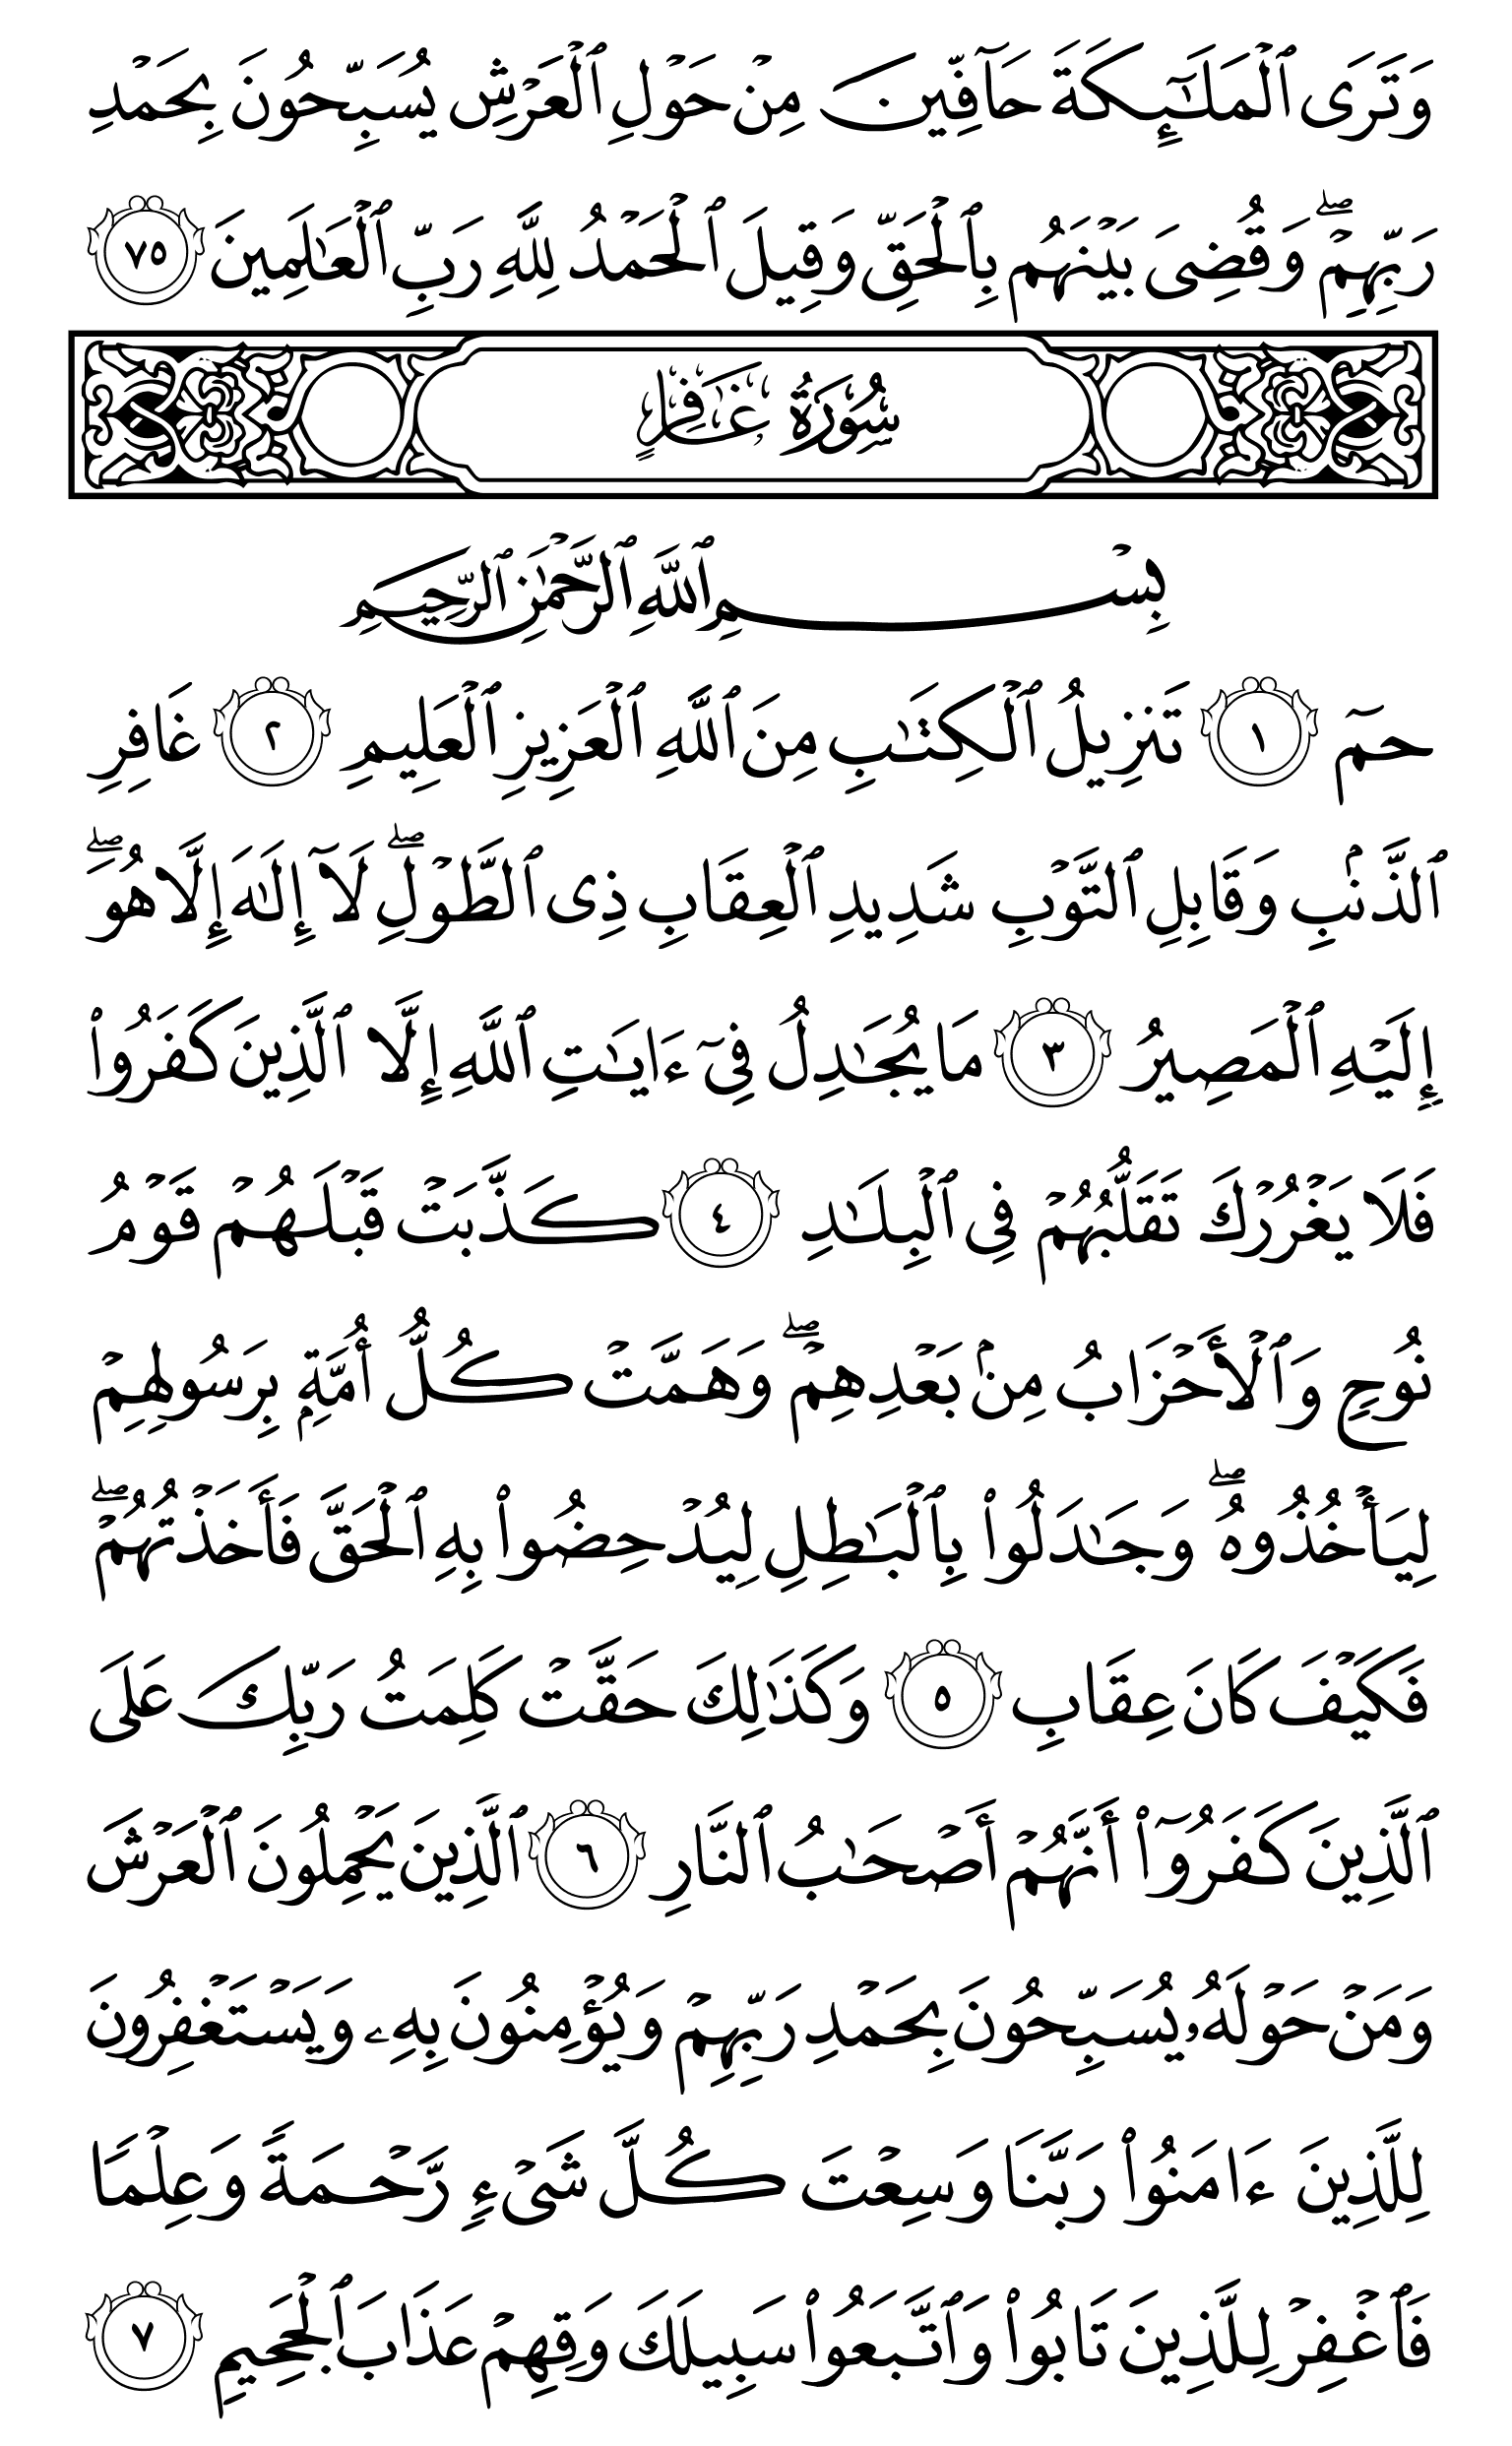 وَتَرَى ٱلْمَلَـٰٓئِكَةَ حَآفِّينَ مِنْ حَوْلِ ٱلْعَرْشِ يُسَبِّحُونَ بِحَمْدِ
رَبِّهِمْ ۖ وَقُضِىَ بَيْنَهُم بِٱلْحَقِّ وَقِيلَ ٱلْحَمْدُ لِلَّهِ رَبِّ ٱلْعَـٰلَمِينَ ٧٥
سُورَةُ غَافِرٍ
بِسْمِ ٱللَّهِ ٱلرَّحْمَـٰنِ ٱلرَّحِيمِ
حمٓ ١ تَنزِيلُ ٱلْكِتَـٰبِ مِنَ ٱللَّهِ ٱلْعَزِيزِ ٱلْعَلِيمِ ٢ غَافِرِ
ٱلذَّنۢبِ وَقَابِلِ ٱلتَّوْبِ شَدِيدِ ٱلْعِقَابِ ذِى ٱلطَّوْلِ ۖ لَآ إِلَـٰهَ إِلَّا هُوَ ۖ
إِلَيْهِ ٱلْمَصِيرُ ٣ مَا يُجَـٰدِلُ فِىٓ ءَايَـٰتِ ٱللَّهِ إِلَّا ٱلَّذِينَ كَفَرُوا۟
فَلَا يَغْرُرْكَ تَقَلُّبُهُمْ فِى ٱلْبِلَـٰدِ ٤ كَذَّبَتْ قَبْلَهُمْ قَوْمُ
نُوحٍ وَٱلْأَحْزَابُ مِنۢ بَعْدِهِمْ ۖ وَهَمَّتْ كُلُّ أُمَّةٍۭ بِرَسُولِهِمْ
لِيَأْخُذُوهُ ۖ وَجَـٰدَلُوا۟ بِٱلْبَـٰطِلِ لِيُدْحِضُوا۟ بِهِ ٱلْحَقَّ فَأَخَذْتُهُمْ ۖ
فَكَيْفَ كَانَ عِقَابِ ٥ وَكَذَٰلِكَ حَقَّتْ كَلِمَتُ رَبِّكَ عَلَى
ٱلَّذِينَ كَفَرُوٓا۟ أَنَّهُمْ أَصْحَـٰبُ ٱلنَّارِ ٦ ٱلَّذِينَ يَحْمِلُونَ ٱلْعَرْشَ
وَمَنْ حَوْلَهُۥ يُسَبِّحُونَ بِحَمْدِ رَبِّهِمْ وَيُؤْمِنُونَ بِهِۦ وَيَسْتَغْفِرُونَ
لِلَّذِينَ ءَامَنُوا۟ رَبَّنَا وَسِعْتَ كُلَّ شَىْءٍ رَّحْمَةً وَعِلْمًا
فَٱغْفِرْ لِلَّذِينَ تَابُوا۟ وَٱتَّبَعُوا۟ سَبِيلَكَ وَقِهِمْ عَذَابَ ٱلْجَحِيمِ ٧